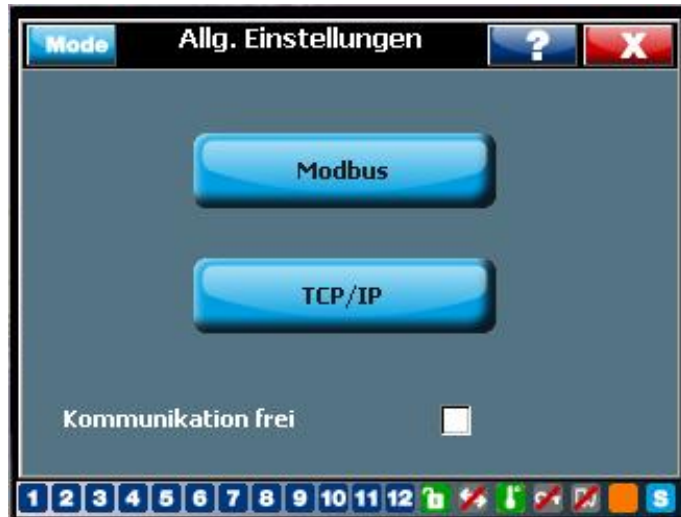 Mode Allg. Einstellungen ? X
Modbus
TCP/IP
Kommunikation frei
1 2 3 4 5 6 7 8 9 10 11 12 S